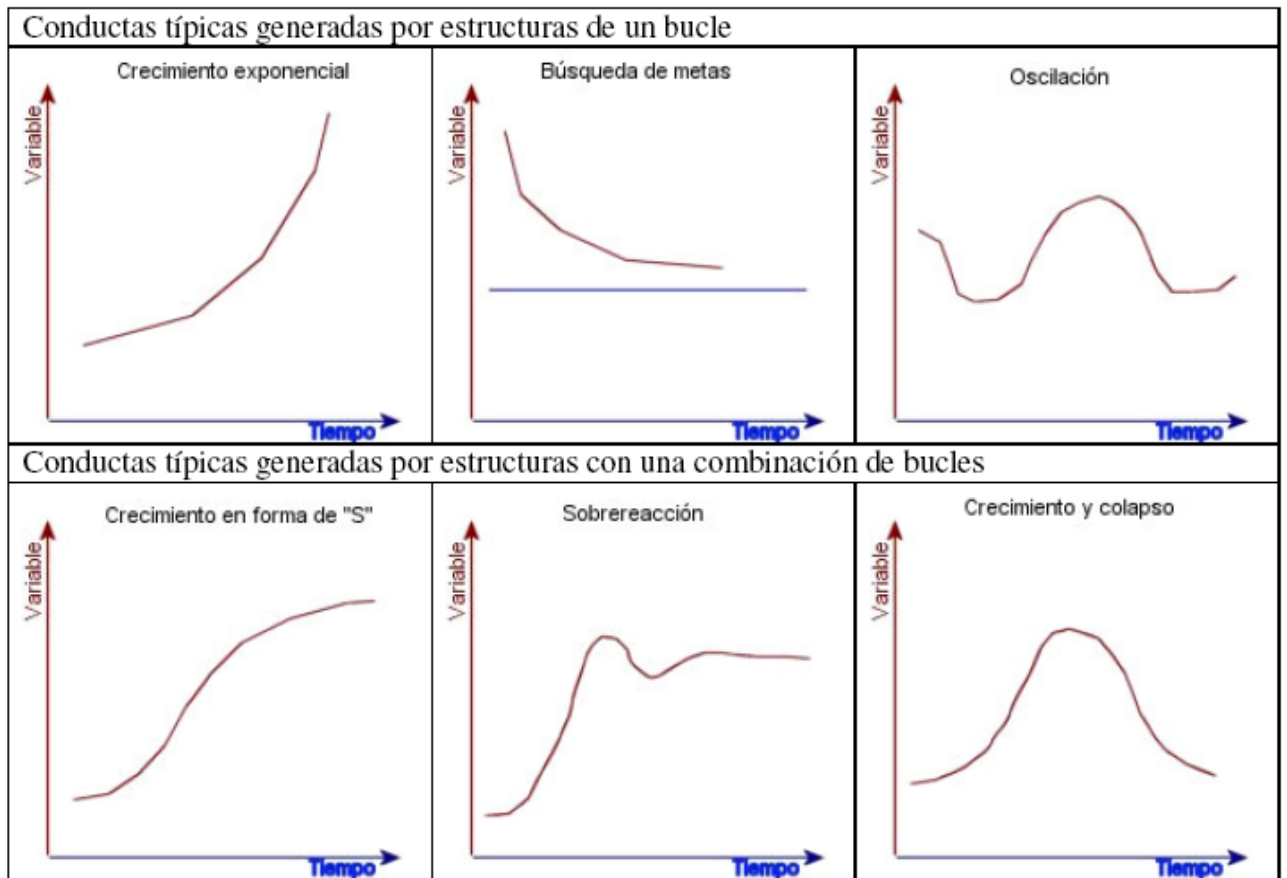 Conductas típicas generadas por estructuras de un bucle
Crecimiento exponencial
Variable
Tiempo
Búsqueda de metas
Variable
Tiempo
Oscilación
Variable
Tiempo
Conductas típicas generadas por estructuras con una combinación de bucles
Crecimiento en forma de "S"
Variable
Tiempo
Sobrereacción
Variable
Tiempo
Crecimiento y colapso
Variable
Tiempo